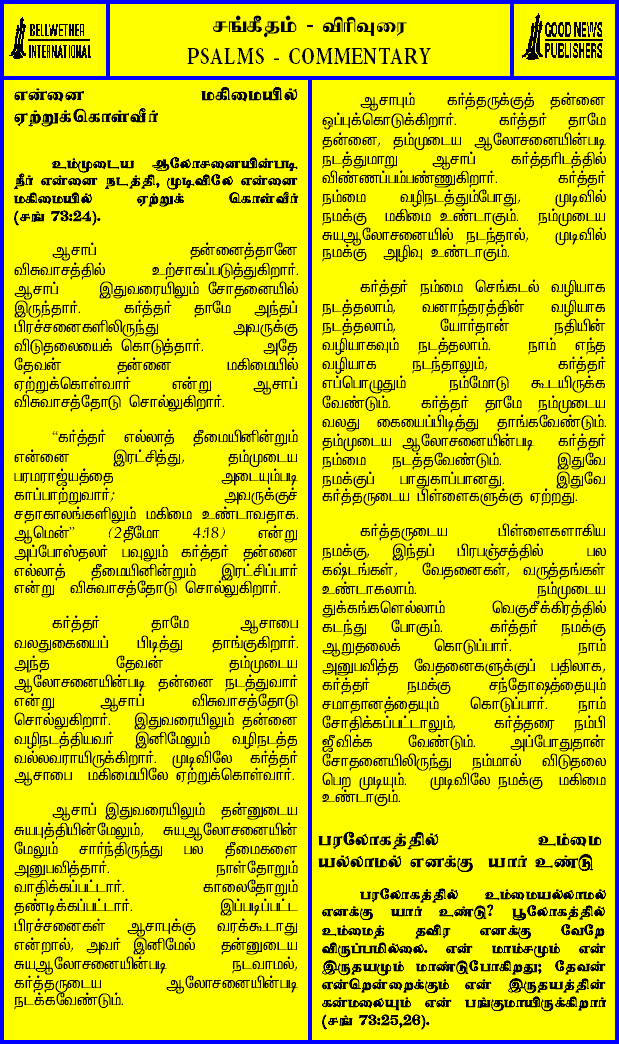 BELLWETHER
INTERNATIONAL
சங்கீதம் - விரிவுரை
PSALMS - COMMENTARY
GOOD NEWS
PUBLISHERS
என்னை மகிமையில்
ஏற்றுக்கொள்வீர்
உம்முடைய ஆலோசனையின்படி
நீர் என்னை நடத்தி, முடிவிலே என்னை
மகிமையில் ஏற்றுக் கொள்வீர்
(சங் 73:24).
ஆசாப் தன்னைத்தானே
விசுவாசத்தில் உற்சாகப்படுத்துகிறார்.
ஆசாப் இதுவரையிலும் சோதனையில்
இருந்தார். கர்த்தர் தாமே அந்தப்
பிரச்சனைகளிலிருந்து அவருக்கு
விடுதலையைக் கொடுத்தார். அதே
தேவன் தன்னை மகிமையில்
ஏற்றுக்கொள்வார் என்று ஆசாப்
விசுவாசத்தோடு சொல்லுகிறார்.
“கர்த்தர் எல்லாத் தீமையினின்றும்
என்னை இரட்சித்து, தம்முடைய
பரமராஜ்யத்தை அடையும்படி
காப்பாற்றுவார்; அவருக்குச்
சதாகாலங்களிலும் மகிமை உண்டாவதாக.
ஆமென்” (2தீமோ 4:18) என்று
அப்போஸ்தலர் பவுலும் கர்த்தர் தன்னை
எல்லாத் தீமையினின்றும் இரட்சிப்பார்
என்று விசுவாசத்தோடு சொல்லுகிறார்.
கர்த்தர் தாமே ஆசாபை
வலதுகையைப் பிடித்து தாங்குகிறார்.
அந்த தேவன் தம்முடைய
ஆலோசனையின்படி தன்னை நடத்துவார்
என்று ஆசாப் விசுவாசத்தோடு
சொல்லுகிறார். இதுவரையிலும் தன்னை
வழிநடத்தியவர் இனிமேலும் வழிநடத்த
வல்லவராயிருக்கிறார். முடிவிலே கர்த்தர்
ஆசாபை மகிமையிலே ஏற்றுக்கொள்வார்.
ஆசாப் இதுவரையிலும் தன்னுடைய
சுயபுத்தியின்மேலும், சுயஆலோசனையின்
மேலும் சார்ந்திருந்து பல தீமைகளை
அனுபவித்தார். நாள்தோறும்
வாதிக்கப்பட்டார். காலைதோறும்
தண்டிக்கப்பட்டார். இப்படிப்பட்ட
பிரச்சனைகள் ஆசாபுக்கு வரக்கூடாது
என்றால், அவர் இனிமேல் தன்னுடைய
சுயஆலோசனையின்படி நடவாமல்,
கர்த்தருடைய ஆலோசனையின்படி
நடக்கவேண்டும்.
ஆசாபும் கர்த்தருக்குத் தன்னை
ஒப்புக்கொடுக்கிறார். கர்த்தர் தாமே
தன்னை, தம்முடைய ஆலோசனையின்படி
நடத்துமாறு ஆசாப் கர்த்தரிடத்தில்
விண்ணப்பம்பண்ணுகிறார். கர்த்தர்
நம்மை வழிநடத்தும்போது, முடிவில்
நமக்கு மகிமை உண்டாகும். நம்முடைய
சுயஆலோசனையில் நடந்தால், முடிவில்
நமக்கு அழிவு உண்டாகும்.
கர்த்தர் நம்மை செங்கடல் வழியாக
நடத்தலாம், வனாந்தரத்தின் வழியாக
நடத்தலாம், யோர்தான் நதியின்
வழியாகவும் நடத்தலாம். நாம் எந்த
வழியாக நடந்தாலும், கர்த்தர்
எப்பொழுதும் நம்மோடு கூடயிருக்க
வேண்டும். கர்த்தர் தாமே நம்முடைய
வலது கையைப்பிடித்து தாங்கவேண்டும்.
தம்முடைய ஆலோசனையின்படி கர்த்தர்
நம்மை நடத்தவேண்டும். இதுவே
நமக்குப் பாதுகாப்பானது. இதுவே
கர்த்தருடைய பிள்ளைகளுக்கு ஏற்றது.
கர்த்தருடைய பிள்ளைகளாகிய
நமக்கு, இந்தப் பிரபஞ்சத்தில் பல
கஷ்டங்கள், வேதனைகள், வருத்தங்கள்
உண்டாகலாம். நம்முடைய
துக்கங்களெல்லாம் வெகுசீக்கிரத்தில்
கடந்து போகும். கர்த்தர் நமக்கு
ஆறுதலைக் கொடுப்பார். நாம்
அனுபவித்த வேதனைகளுக்குப் பதிலாக,
கர்த்தர் நமக்கு சந்தோஷத்தையும்
சமாதானத்தையும் கொடுப்பார். நாம்
சோதிக்கப்பட்டாலும், கர்த்தரை நம்பி
ஜீவிக்க வேண்டும். அப்போதுதான்
சோதனையிலிருந்து நம்மால் விடுதலை
பெற முடியும். முடிவிலே நமக்கு மகிமை
உண்டாகும்.
பரலோகத்தில் உம்மை
யல்லாமல் எனக்கு யார் உண்டு
பரலோகத்தில் உம்மையல்லாமல்
எனக்கு யார் உண்டு? பூலோகத்தில்
உம்மைத் தவிர எனக்கு வேறே
விருப்பமில்லை. என் மாம்சமும் என்
இருதயமும் மாண்டுபோகிறது; தேவன்
என்றென்றைக்கும் என் இருதயத்தின்
கன்மலையும் என் பங்குமாயிருக்கிறார்
(சங் 73:25,26).